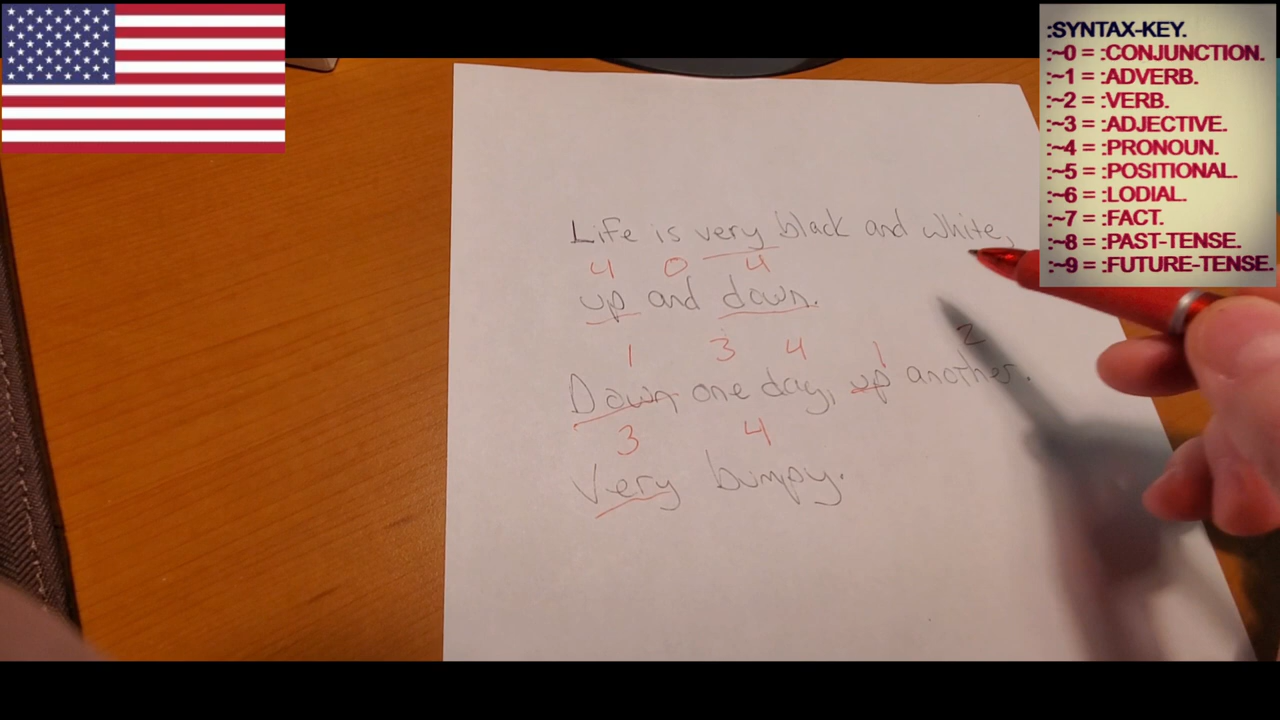 :SYNTAX-KEY.
:~0 = :CONJUNCTION.
:~1 = :ADVERB.
:~2 = :VERB.
:~3 = :ADJECTIVE.
:~4 = :PRONOUN.
:~5 = :POSITIONAL.
:~6 = :LODIAL.
:~7 = :FACT.
:~8 = :PAST-TENSE.
:~9 = :FUTURE-TENSE.
Life is very black and white,
4 0 4
up and down.
1 3 4 1 2
Down one day, up another.
3 4
Very bumpy.